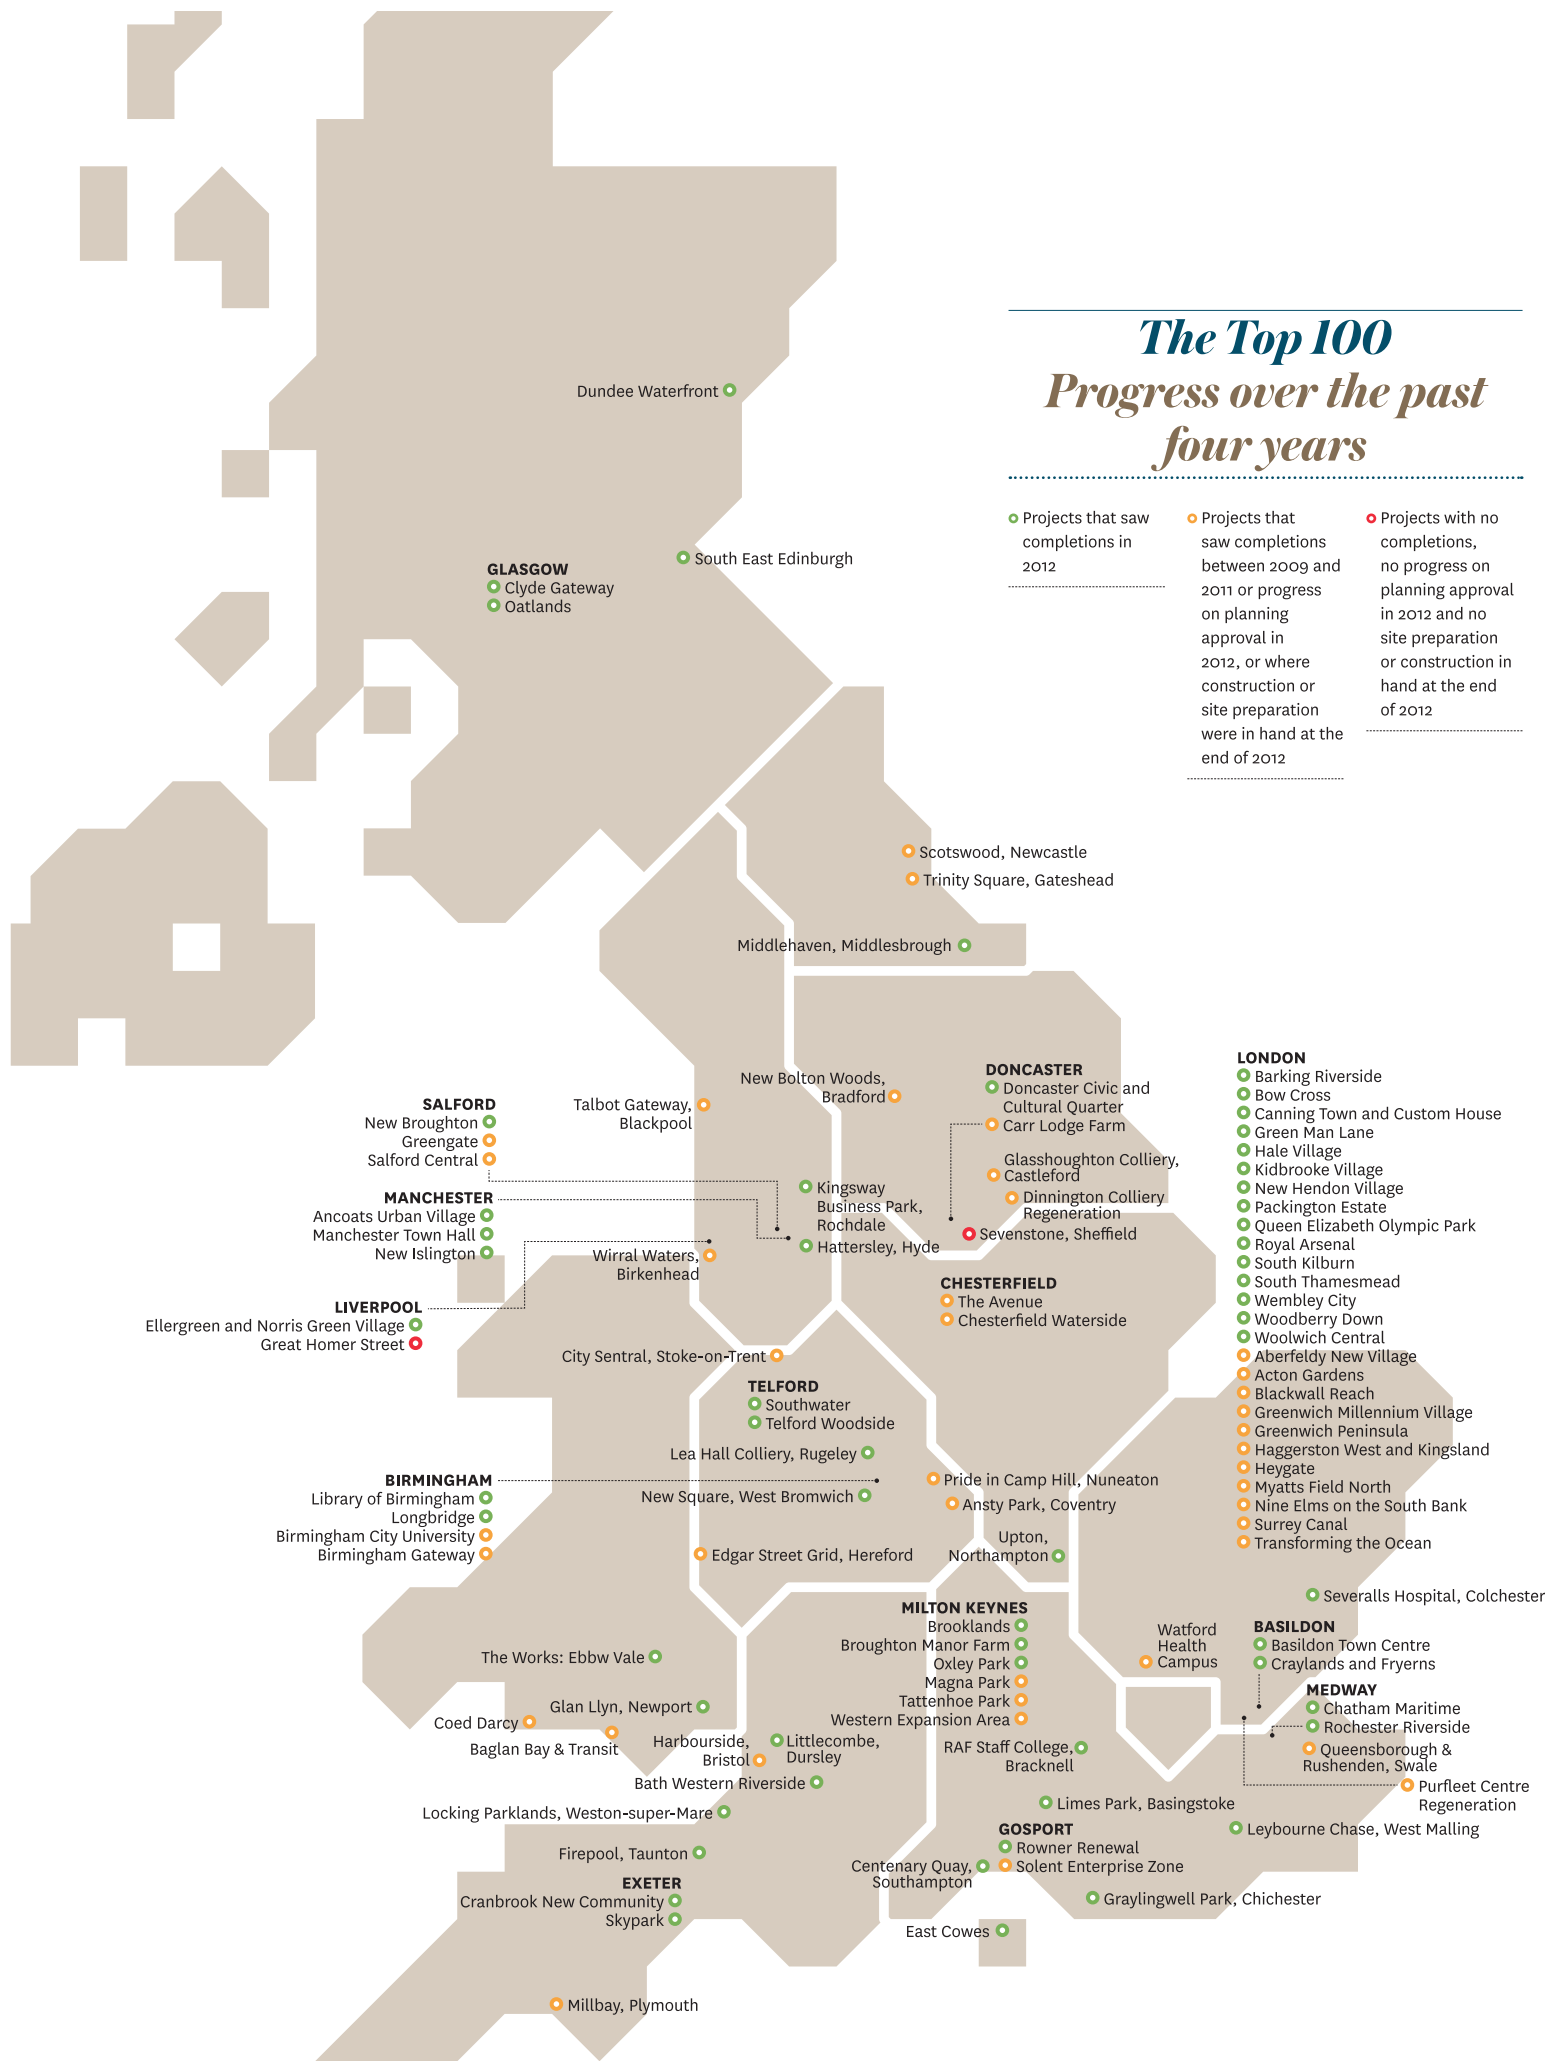 The Top 100
Progress over the past
four years
Projects that saw
completions in
2012
Projects that
saw completions
between 2009 and
2011 or progress
on planning
approval in
2012, or where
construction or
site preparation
were in hand at the
end of 2012
Projects with no
completions,
no progress on
planning approval
in 2012 and no
site preparation
or construction in
hand at the end
of 2012
Dundee Waterfront
South East Edinburgh
GLASGOW
Clyde Gateway
Oatlands
Scotswood, Newcastle
Trinity Square, Gateshead
Middlehaven, Middlesbrough
SALFORD
New Broughton
Greengate
Salford Central
MANCHESTER
Ancoats Urban Village
Manchester Town Hall
New Islington
LIVERPOOL
Ellergreen and Norris Green Village
Great Homer Street
Talbot Gateway,
Blackpool
New Bolton Woods,
Bradford
DONCASTER
Doncaster Civic and
Cultural Quarter
Carr Lodge Farm
Glasshoughton Colliery,
Castleford
Dinnington Colliery
Regeneration
Sevenstone, Sheffield
Kingsway
Business Park,
Rochdale
Hattersley, Hyde
Wirral Waters,
Birkenhead
CHESTERFIELD
The Avenue
Chesterfield Waterside
City Sentral, Stoke-on-Trent
TELFORD
Southwater
Telford Woodside
Lea Hall Colliery, Rugeley
BIRMINGHAM
Library of Birmingham
Longbridge
Birmingham City University
Birmingham Gateway
New Square, West Bromwich
Pride in Camp Hill, Nuneaton
Ansty Park, Coventry
Upton,
Northampton
Edgar Street Grid, Hereford
LONDON
Barking Riverside
Bow Cross
Canning Town and Custom House
Green Man Lane
Hale Village
Kidbrooke Village
New Hendon Village
Packington Estate
Queen Elizabeth Olympic Park
Royal Arsenal
South Kilburn
South Thamesmead
Wembley City
Woodberry Down
Woolwich Central
Aberfeldy New Village
Acton Gardens
Blackwall Reach
Greenwich Millennium Village
Greenwich Peninsula
Haggerston West and Kingsland
Heygate
Myatts Field North
Nine Elms on the South Bank
Surrey Canal
Transforming the Ocean
Severalls Hospital, Colchester
MILTON KEYNES
Brooklands
Broughton Manor Farm
Oxley Park
Magna Park
Tattenhoe Park
Western Expansion Area
Watford
Health
Campus
BASILDON
Basildon Town Centre
Craylands and Fryerns
MEDWAY
Chatham Maritime
Rochester Riverside
Queensborough &
Rushenden, Swale
Purfleet Centre
Regeneration
The Works: Ebbw Vale
Glan Llyn, Newport
Coed Darcy
Baglan Bay & Transit
Harbourside,
Bristol
Littlecombe,
Dursley
Bath Western Riverside
Locking Parklands, Weston-super-Mare
RAF Staff College,
Bracknell
Limes Park, Basingstoke
Leybourne Chase, West Malling
GOSPORT
Rowner Renewal
Solent Enterprise Zone
Centenary Quay,
Southampton
Graylingwell Park, Chichester
East Cowes
Firepool, Taunton
EXETER
Cranbrook New Community
Skypark
Millbay, Plymouth